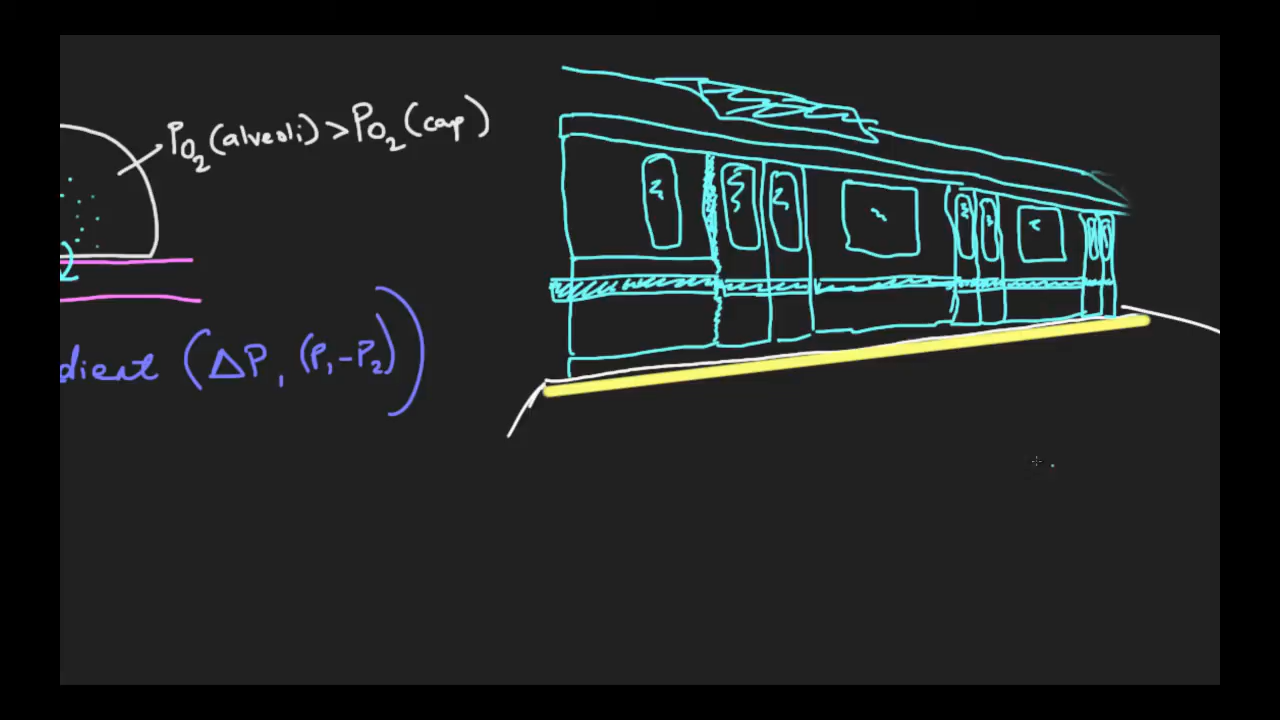 PO₂ (alveoli) > PO₂ (cap)
dient (ΔP, (P₁-P₂))